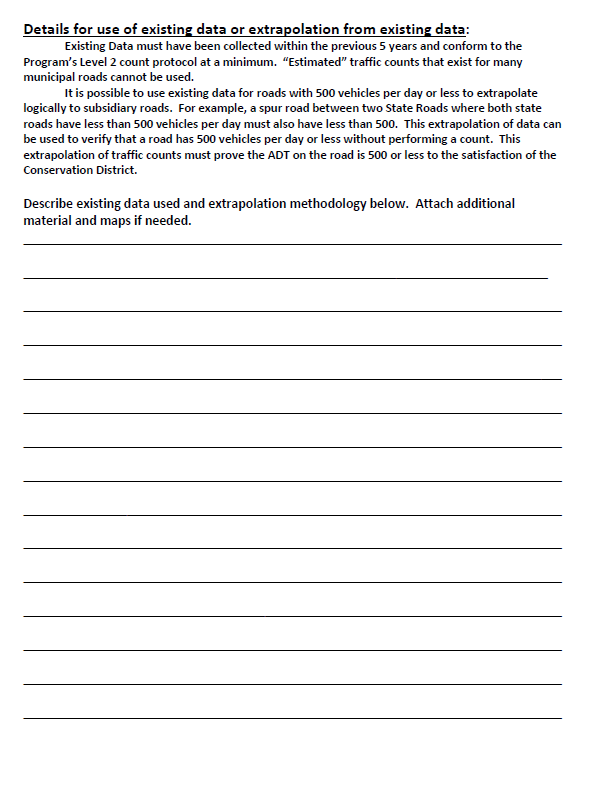 Details for use of existing data or extrapolation from existing data:
Existing Data must have been collected within the previous 5 years and conform to the
Program's Level 2 count protocol at a minimum.  “Estimated” traffic counts that exist for many
municipal roads cannot be used.
It is possible to use existing data for roads with 500 vehicles per day or less to extrapolate
logically to subsidiary roads.  For example, a spur road between two State Roads where both state
roads have less than 500 vehicles per day must also have less than 500.  This extrapolation of data can
be used to verify that a road has 500 vehicles per day or less without performing a count.  This
extrapolation of traffic counts must prove the ADT on the road is 500 or less to the satisfaction of the
Conservation District.
Describe existing data used and extrapolation methodology below.  Attach additional
material and maps if needed.